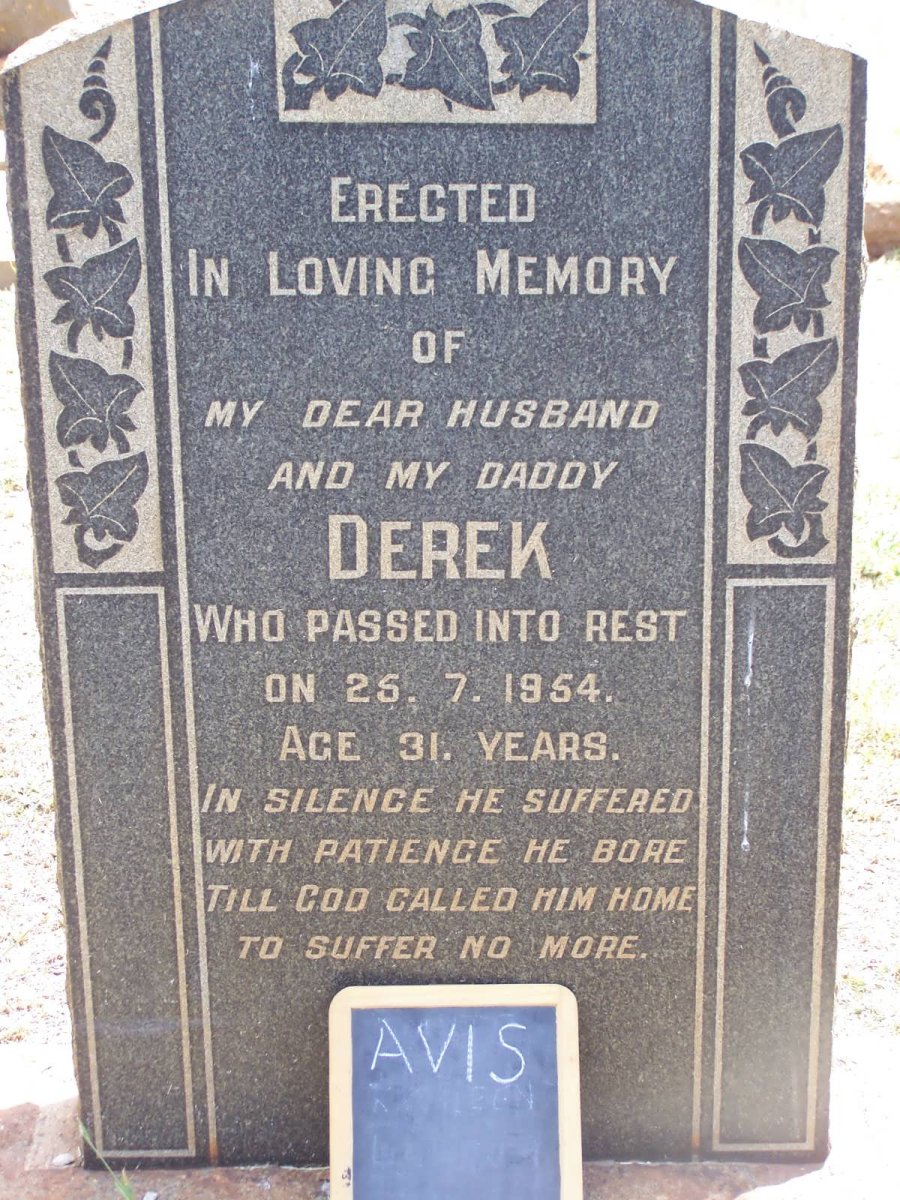 ERECTED
IN LOVING MEMORY
OF
MY DEAR HUSBAND
AND MY DADDY
DEREK
WHO PASSED INTO REST
ON 25. 7. 1954.
AGE 31. YEARS.
IN SILENCE HE SUFFERED
WITH PATIENCE HE BORE
TILL GOD CALLED HIM HOME
TO SUFFER NO MORE.
AVIS